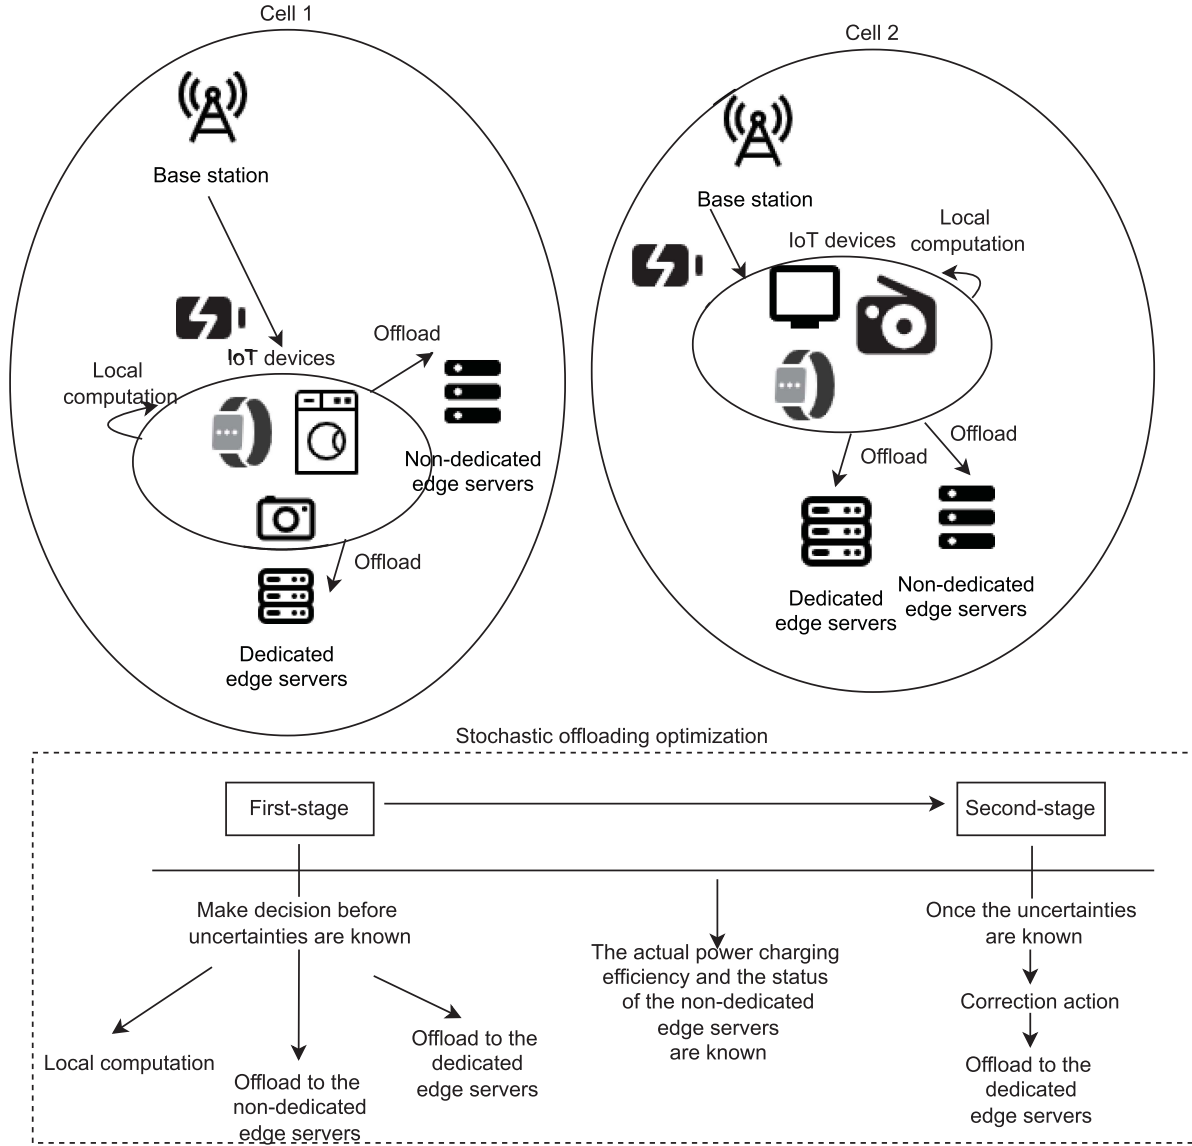 Cell 1
Base station
IoT devices
Local
computation
Offload
Non-dedicated
edge servers
Offload
Dedicated
edge servers
Cell 2
Base station
IoT devices
Local
computation
Offload
Offload
Dedicated
edge servers
Non-dedicated
edge servers
Stochastic offloading optimization
First-stage
Second-stage
Make decision before
uncertainties are known
Local computation
Offload to the
non-dedicated
edge servers
Offload to the
dedicated
edge servers
The actual power charging
efficiency and the status
of the non-dedicated
edge servers
are known
Once the uncertainties
are known
Correction action
Offload to the
dedicated
edge servers